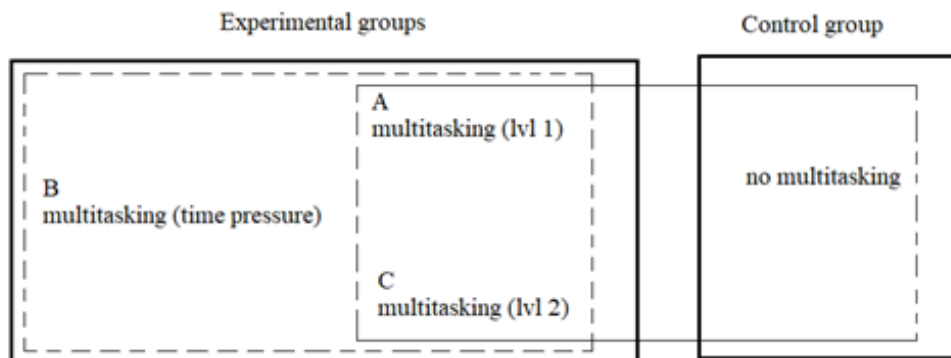 Experimental groups
Control group
A
multitasking (lvl 1)
B
multitasking (time pressure)
no multitasking
C
multitasking (lvl 2)